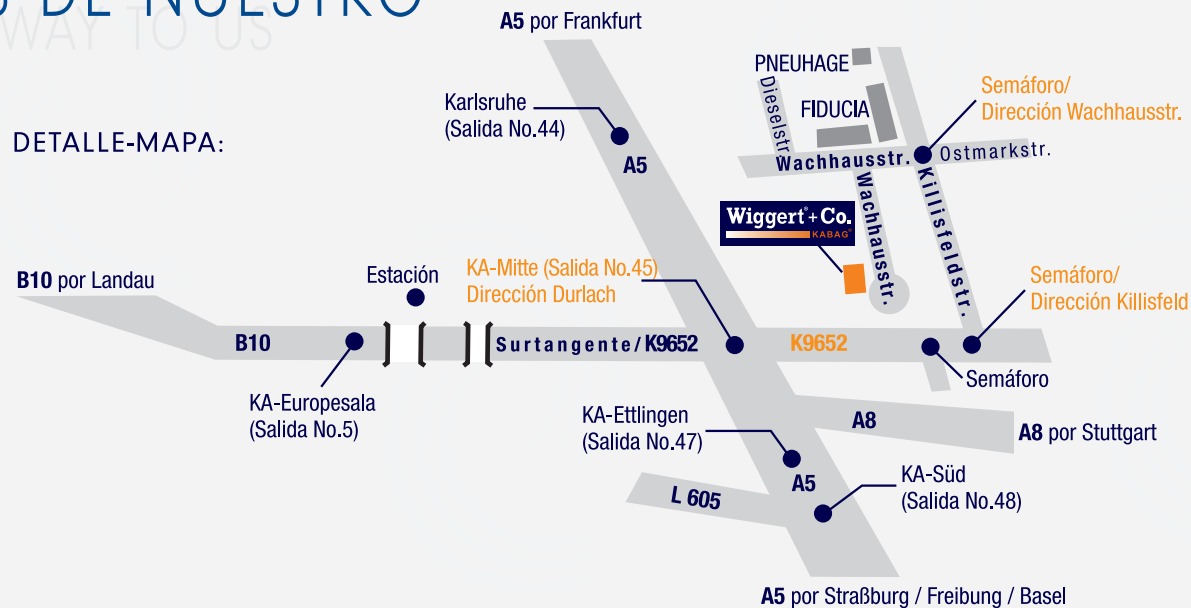 DE NUESTRO
WAY TO US
DETALLE-MAPA:
A5 por Frankfurt
Karlsruhe
(Salida No.44)
A5
PNEUHAGE
Dieselstr.
FIDUCIA
Semáforo/
Dirección Wachhausstr.
Wachhausstr.
Ostmarkstr.
Wachhausstr.
Killisfeldstr.
Wiggert®+Co.
KABAG®
B10 por Landau
Estación
KA-Mitte (Salida No.45)
Dirección Durlach
Semáforo/
Dirección Killisfeld
B10
Surtangente/K9652
K9652
Semáforo
KA-Europesala
(Salida No.5)
KA-Ettlingen
(Salida No.47)
A8
A8 por Stuttgart
L 605
A5
KA-Süd
(Salida No.48)
A5 por Straßburg / Freibung / Basel